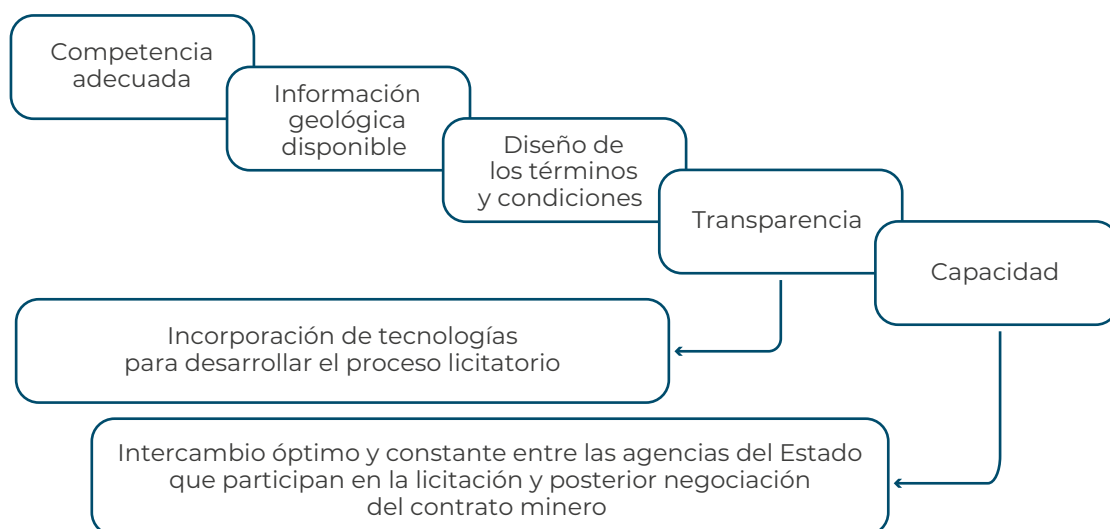 Competencia
adecuada
Información
geológica
disponible
Diseño de
los términos
y condiciones
Transparencia
Capacidad
Incorporación de tecnologías
para desarrollar el proceso licitatorio
Intercambio óptimo y constante entre las agencias del Estado
que participan en la licitación y posterior negociación
del contrato minero